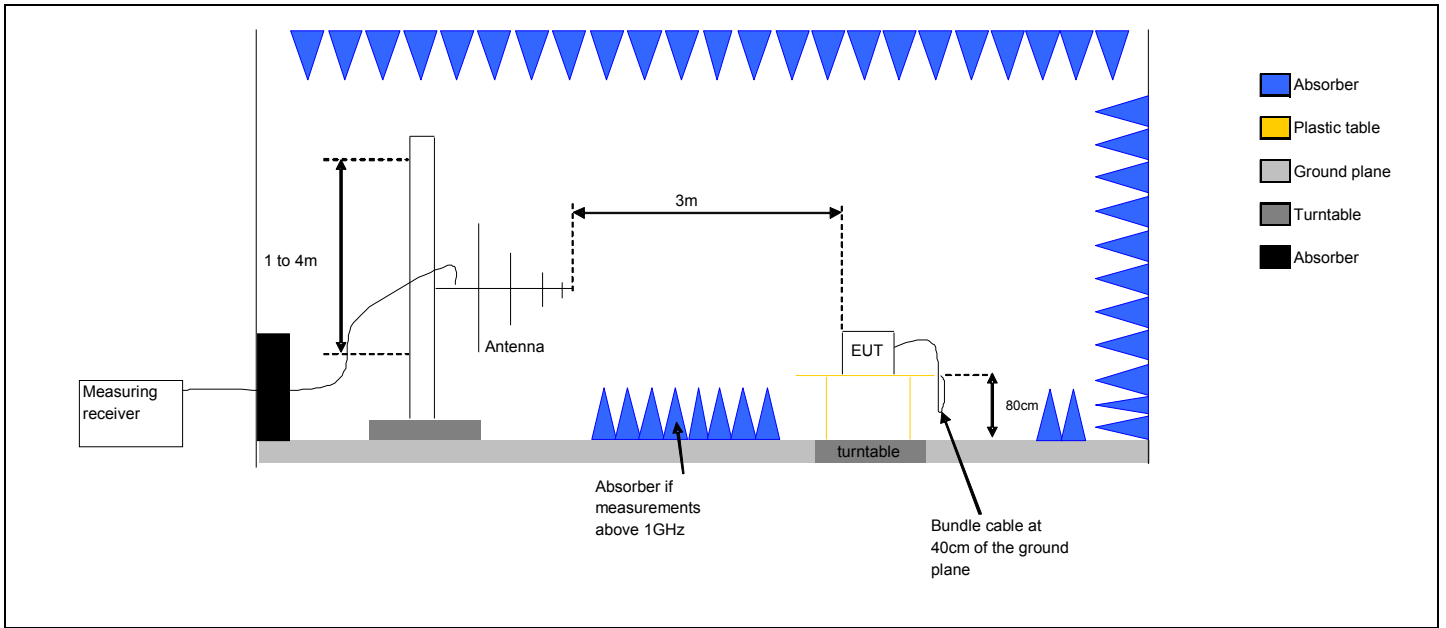 Absorber
Plastic table
Ground plane
Turntable
Absorber
3m
1 to 4m
Antenna
EUT
Measuring
receiver
80cm
turntable
Absorber if
measurements
above 1GHz
Bundle cable at
40cm of the ground
plane